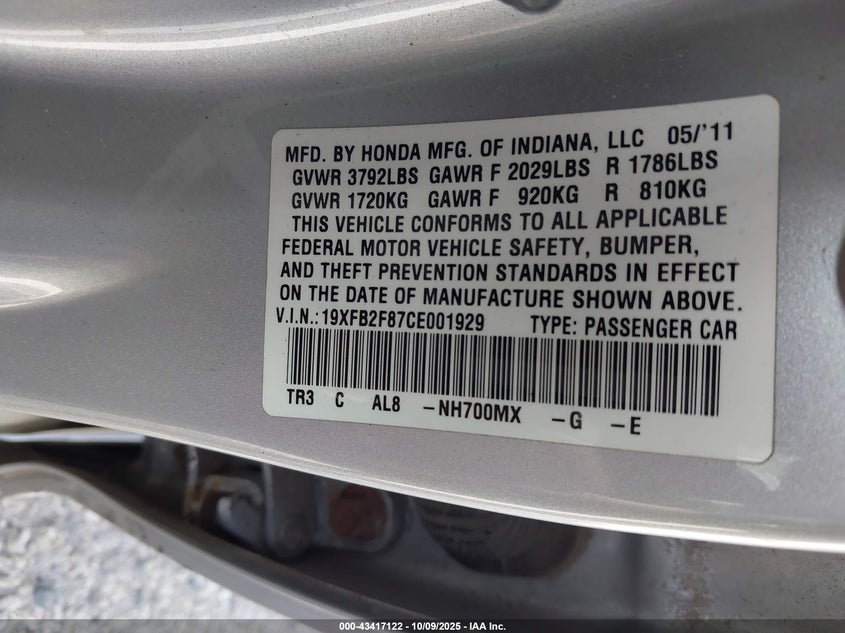 MFD. BY HONDA MFG. OF INDIANA, LLC 05/'11
GVWR 3792LBS GAWR F 2029LBS R 1786LBS
GVWR 1720KG GAWR F 920KG R 810KG
THIS VEHICLE CONFORMS TO ALL APPLICABLE
FEDERAL MOTOR VEHICLE SAFETY, BUMPER,
AND THEFT PREVENTION STANDARDS IN EFFECT
ON THE DATE OF MANUFACTURE SHOWN ABOVE.
V.I.N.:19XFB2F87CE001929 TYPE: PASSENGER CAR
TR3 C AL8 -NH700MX -G -E
000-43417122 - 10/09/2025 - IAA Inc.